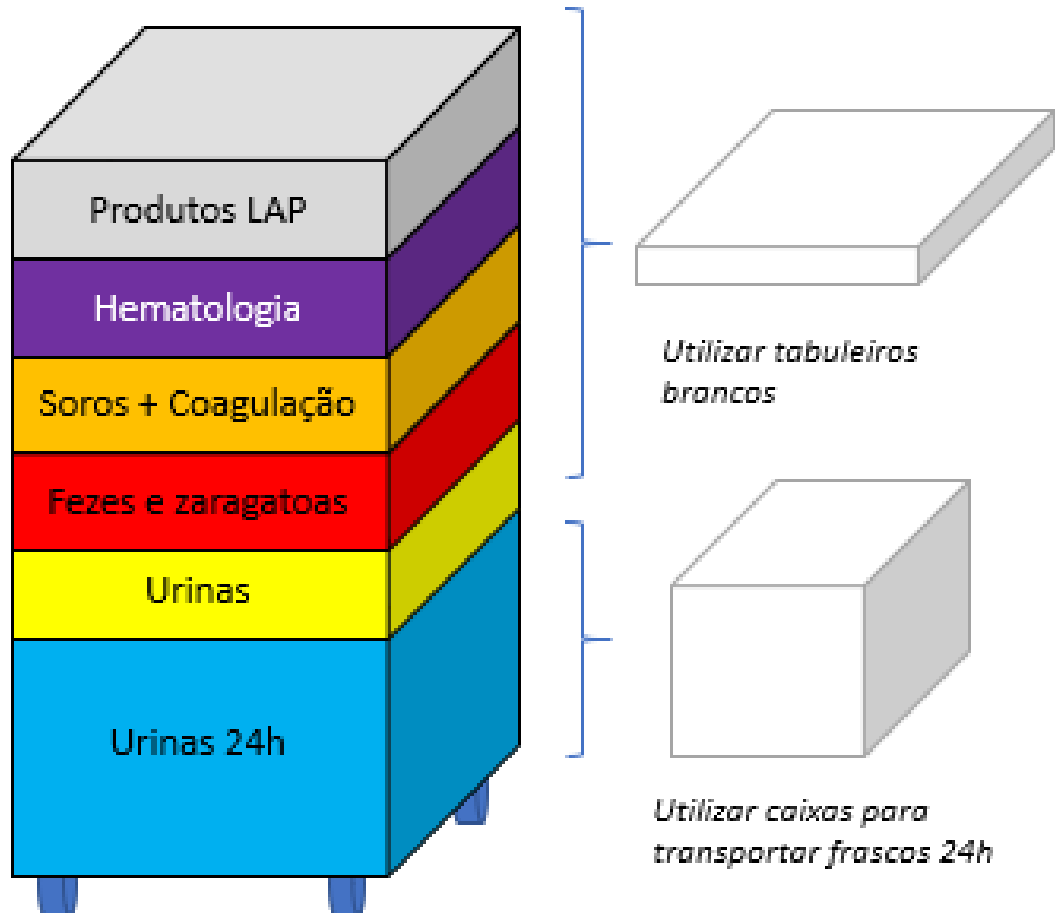 Produtos LAP
Hematologia
Soros + Coagulação
Fezes e zaragatoas
Urinas
Urinas 24h
Utilizar tabuleiros
brancos
Utilizar caixas para
transportar frascos 24h